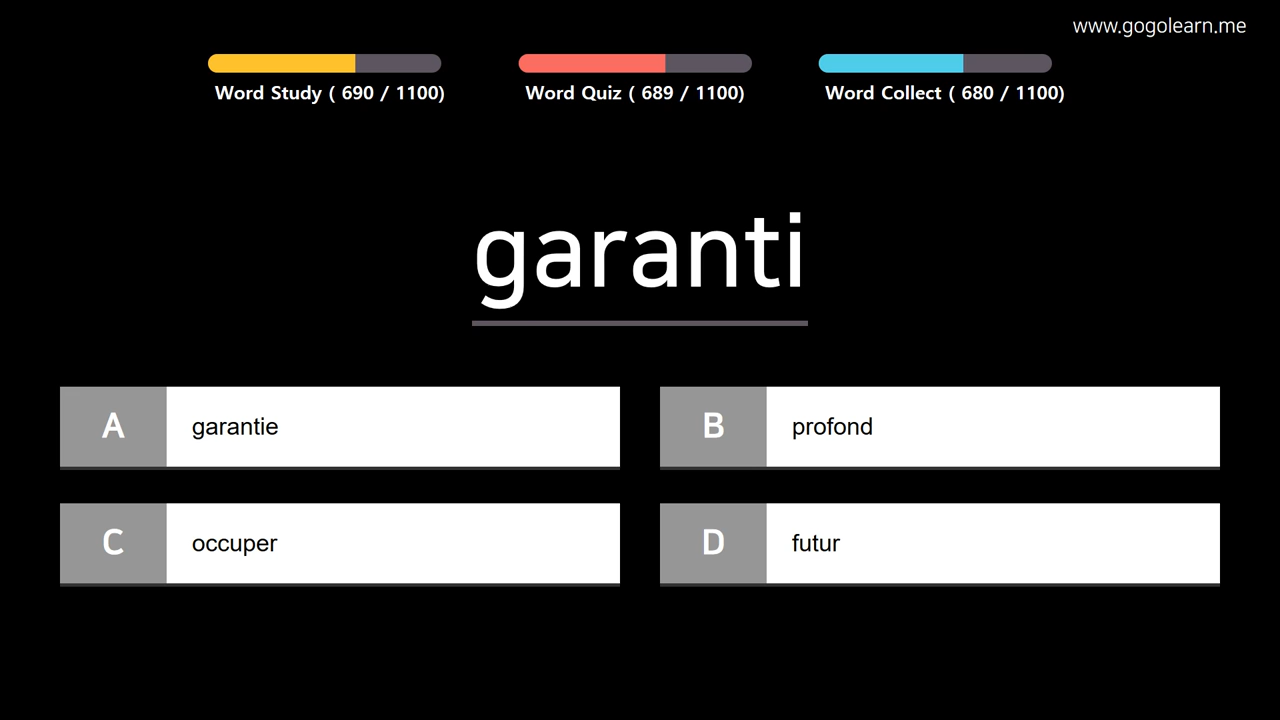 www.gogolearn.me
Word Study ( 690 / 1100)
Word Quiz ( 689 / 1100)
Word Collect ( 680 / 1100)
garanti
A garantie
B profond
C occuper
D futur